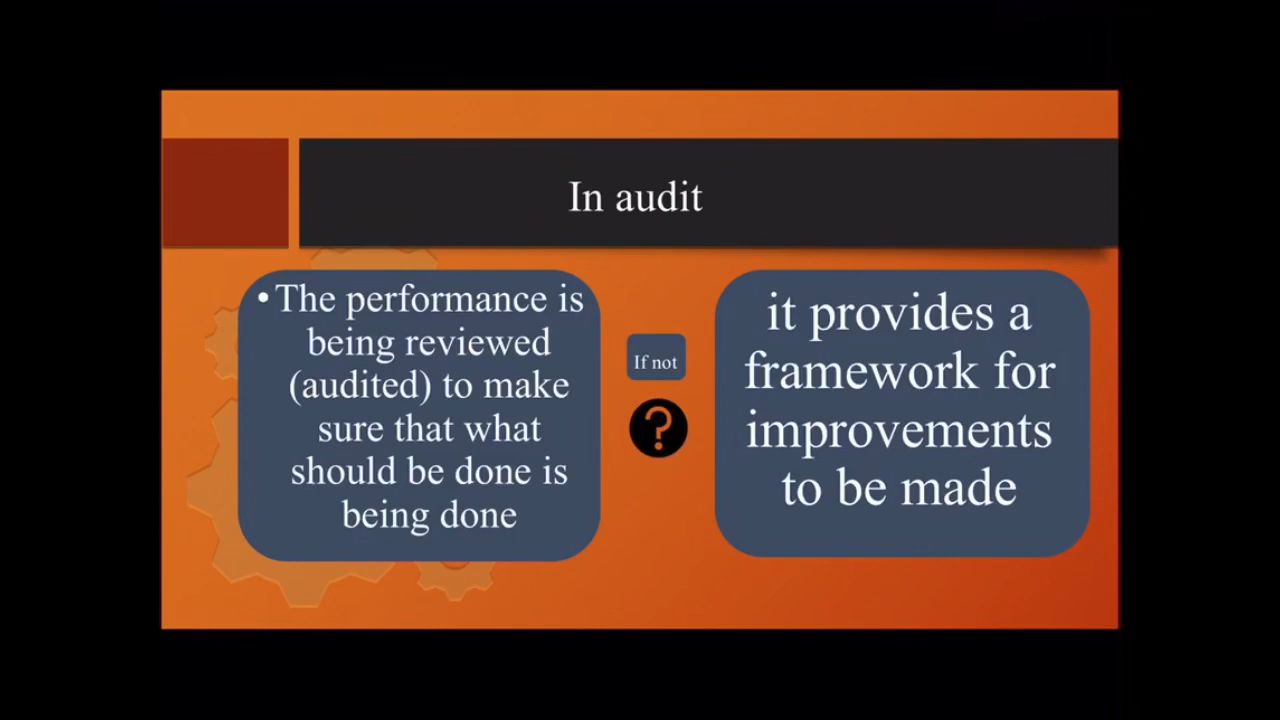 In audit
• The performance is
being reviewed
(audited) to make
sure that what
should be done is
being done
If not
?
it provides a
framework for
improvements
to be made